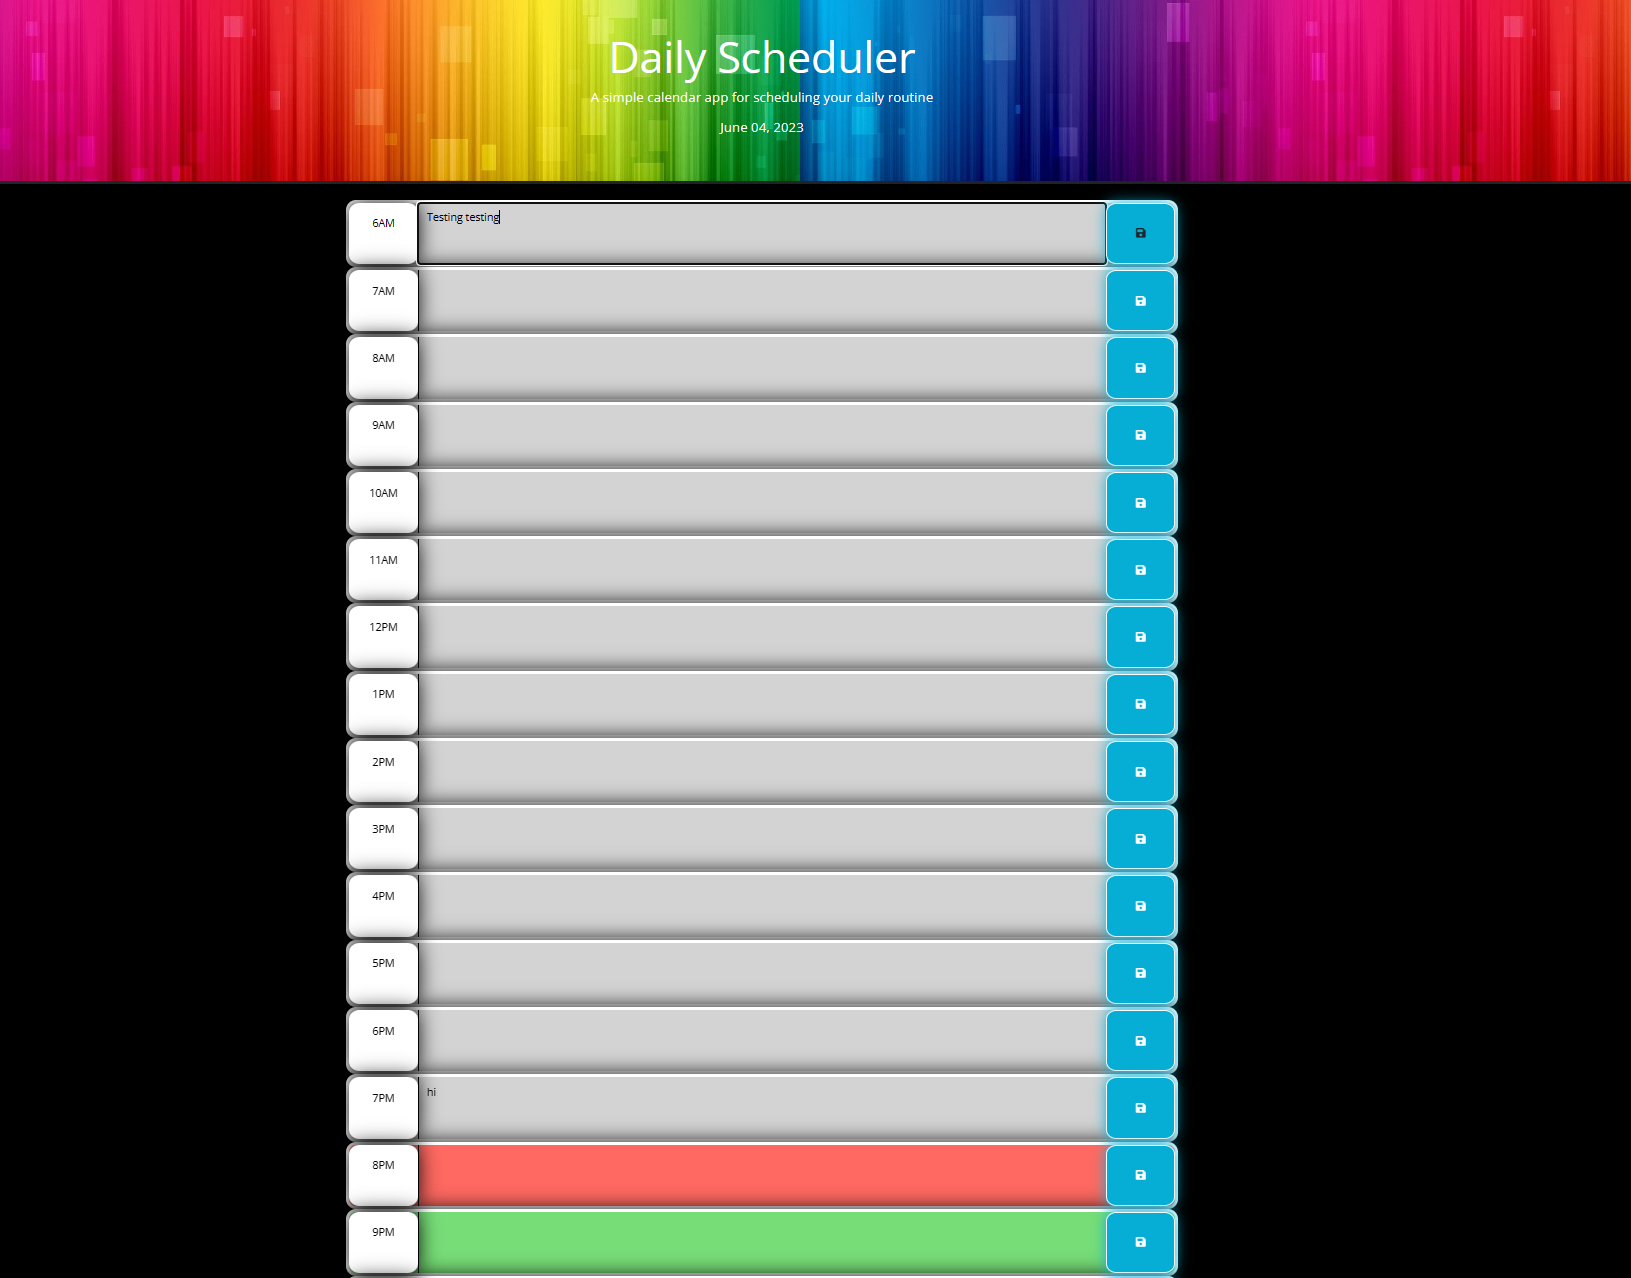 Daily Scheduler
A simple calendar app for scheduling your daily routine
June 04, 2023
6AM
Testing testing
7AM
8AM
9AM
10AM
11AM
12PM
1PM
2PM
3PM
4PM
5PM
6PM
7PM
hi
8PM
9PM